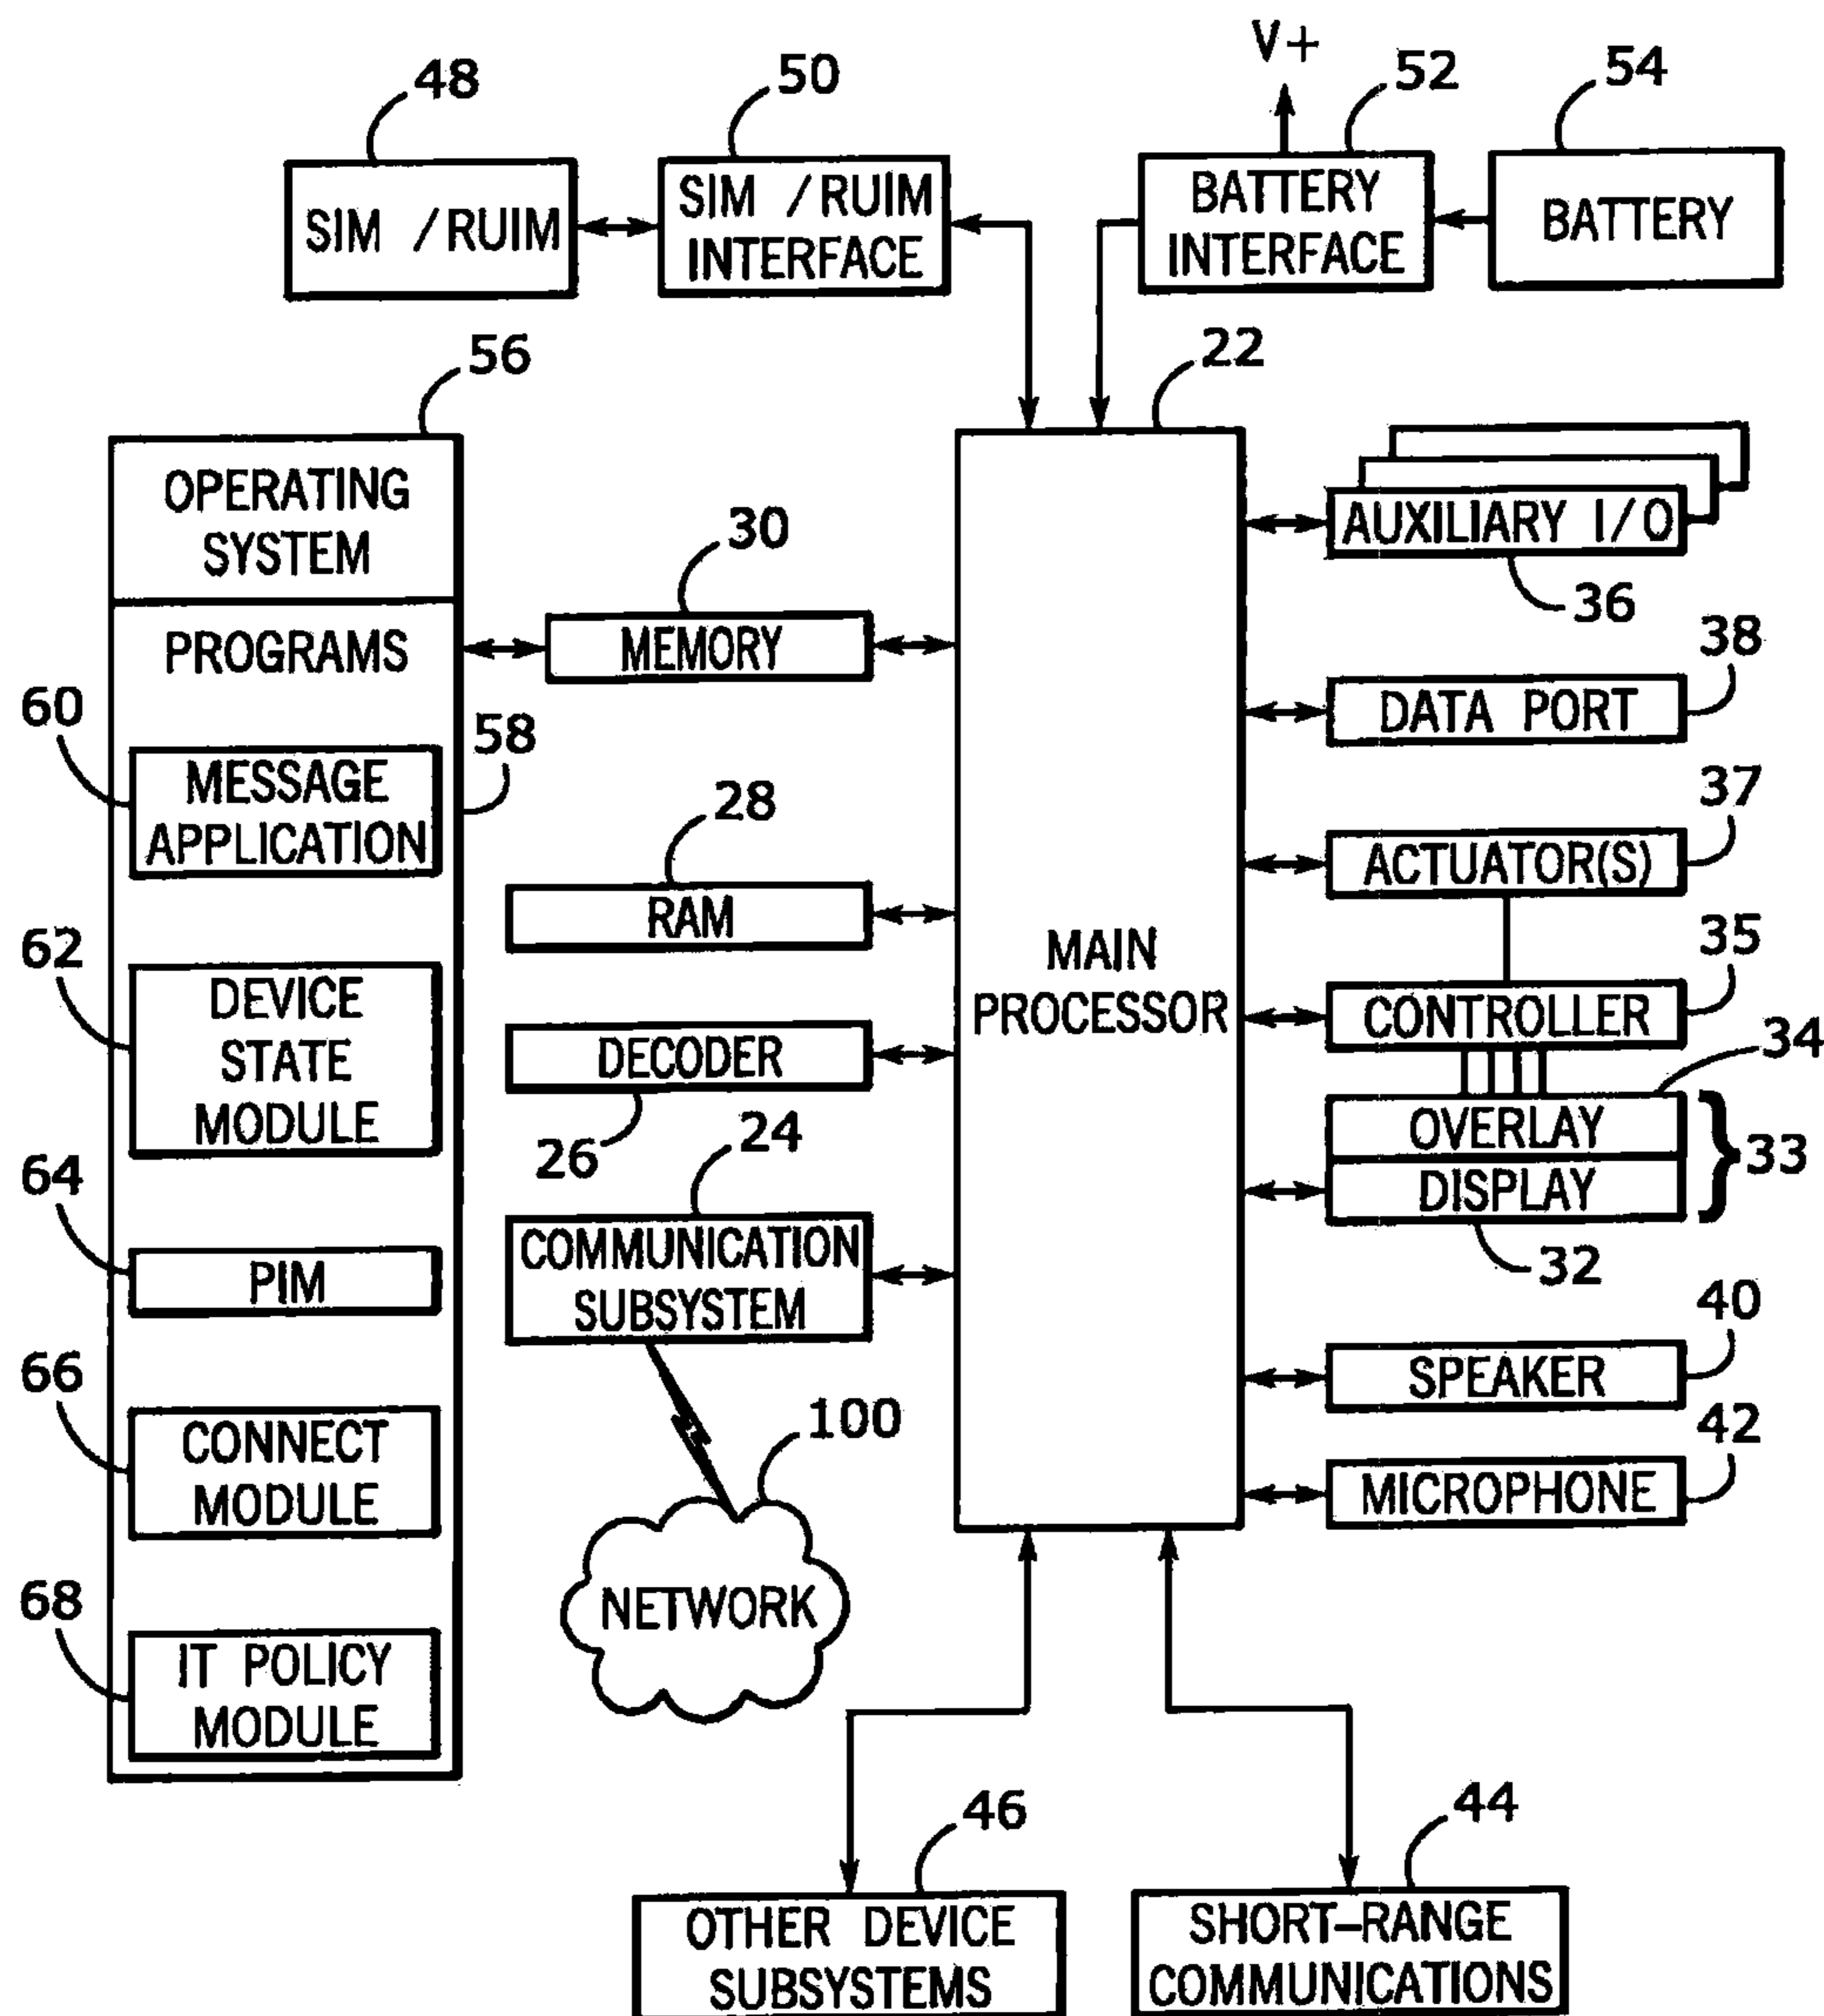 V+
48
50
52
54
SIM /RUIM
SIM /RUIM
INTERFACE
BATTERY
INTERFACE
BATTERY
56
22
OPERATING
SYSTEM
PROGRAMS
60
58
MESSAGE
APPLICATION
62
DEVICE
STATE
MODULE
64
PIM
66
CONNECT
MODULE
68
IT POLICY
MODULE
30
MEMORY
28
RAM
DECODER
26
24
COMMUNICATION
SUBSYSTEM
100
NETWORK
MAIN
PROCESSOR
AUXILIARY I/O
36
38
DATA PORT
37
ACTUATOR(S)
35
CONTROLLER
34
OVERLAY
33
DISPLAY
32
40
SPEAKER
42
MICROPHONE
46
OTHER DEVICE
SUBSYSTEMS
44
SHORT-RANGE
COMMUNICATIONS